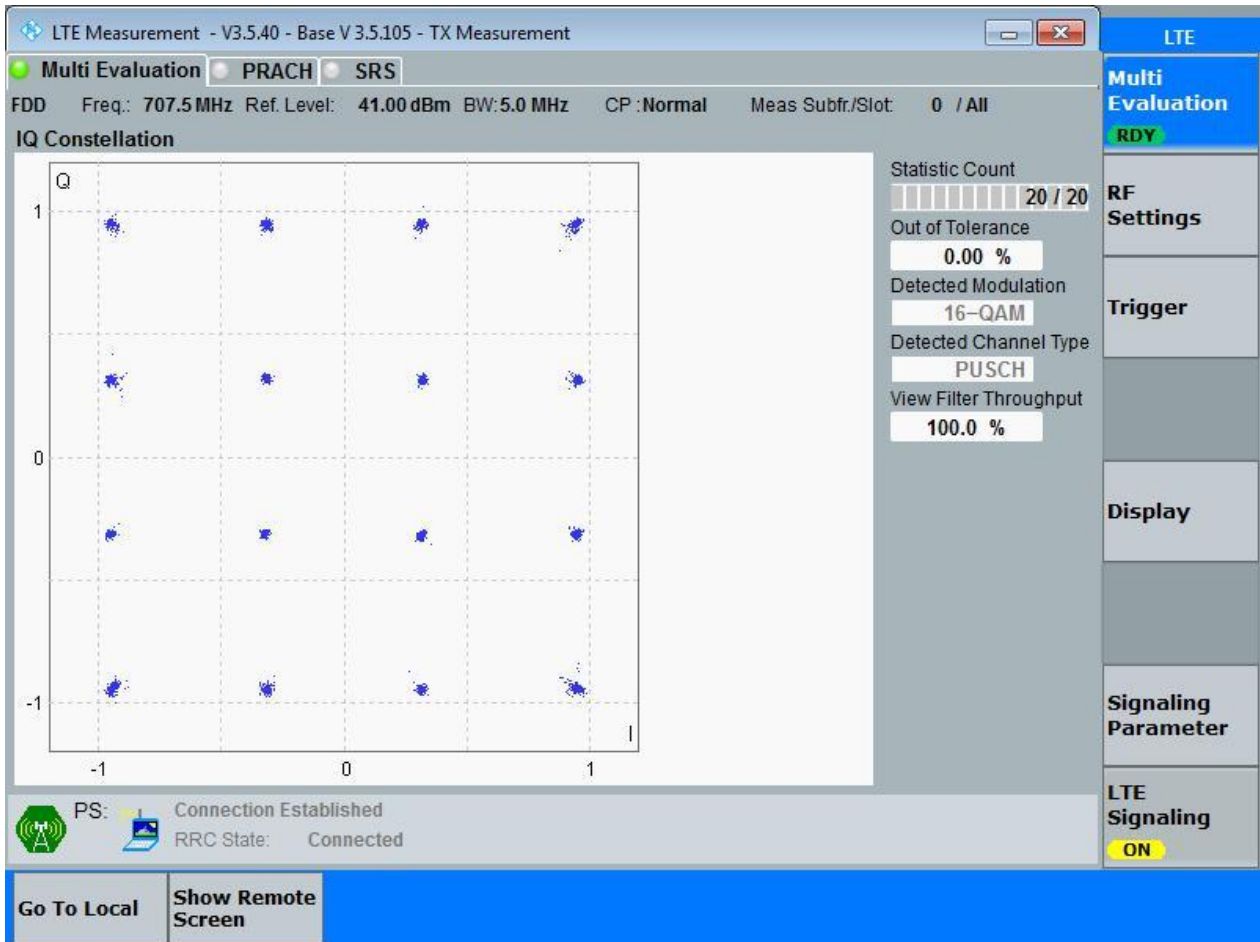 LTE Measurement - V3.5.40 - Base V 3.5.105 - TX Measurement
Multi Evaluation PRACH SRS
FDD Freq.: 707.5 MHz Ref. Level: 41.00 dBm BW: 5.0 MHz CP : Normal Meas Subfr./Slot: 0 / All
IQ Constellation
Q
1
0
-1
I
-1 0 1
Statistic Count
20 / 20
Out of Tolerance
0.00 %
Detected Modulation
16-QAM
Detected Channel Type
PUSCH
View Filter Throughput
100.0 %
PS: Connection Established
RRC State: Connected
LTE
Multi
Evaluation
RDY
RF
Settings
Trigger
Display
Signaling
Parameter
LTE
Signaling
ON
Go To Local
Show Remote
Screen